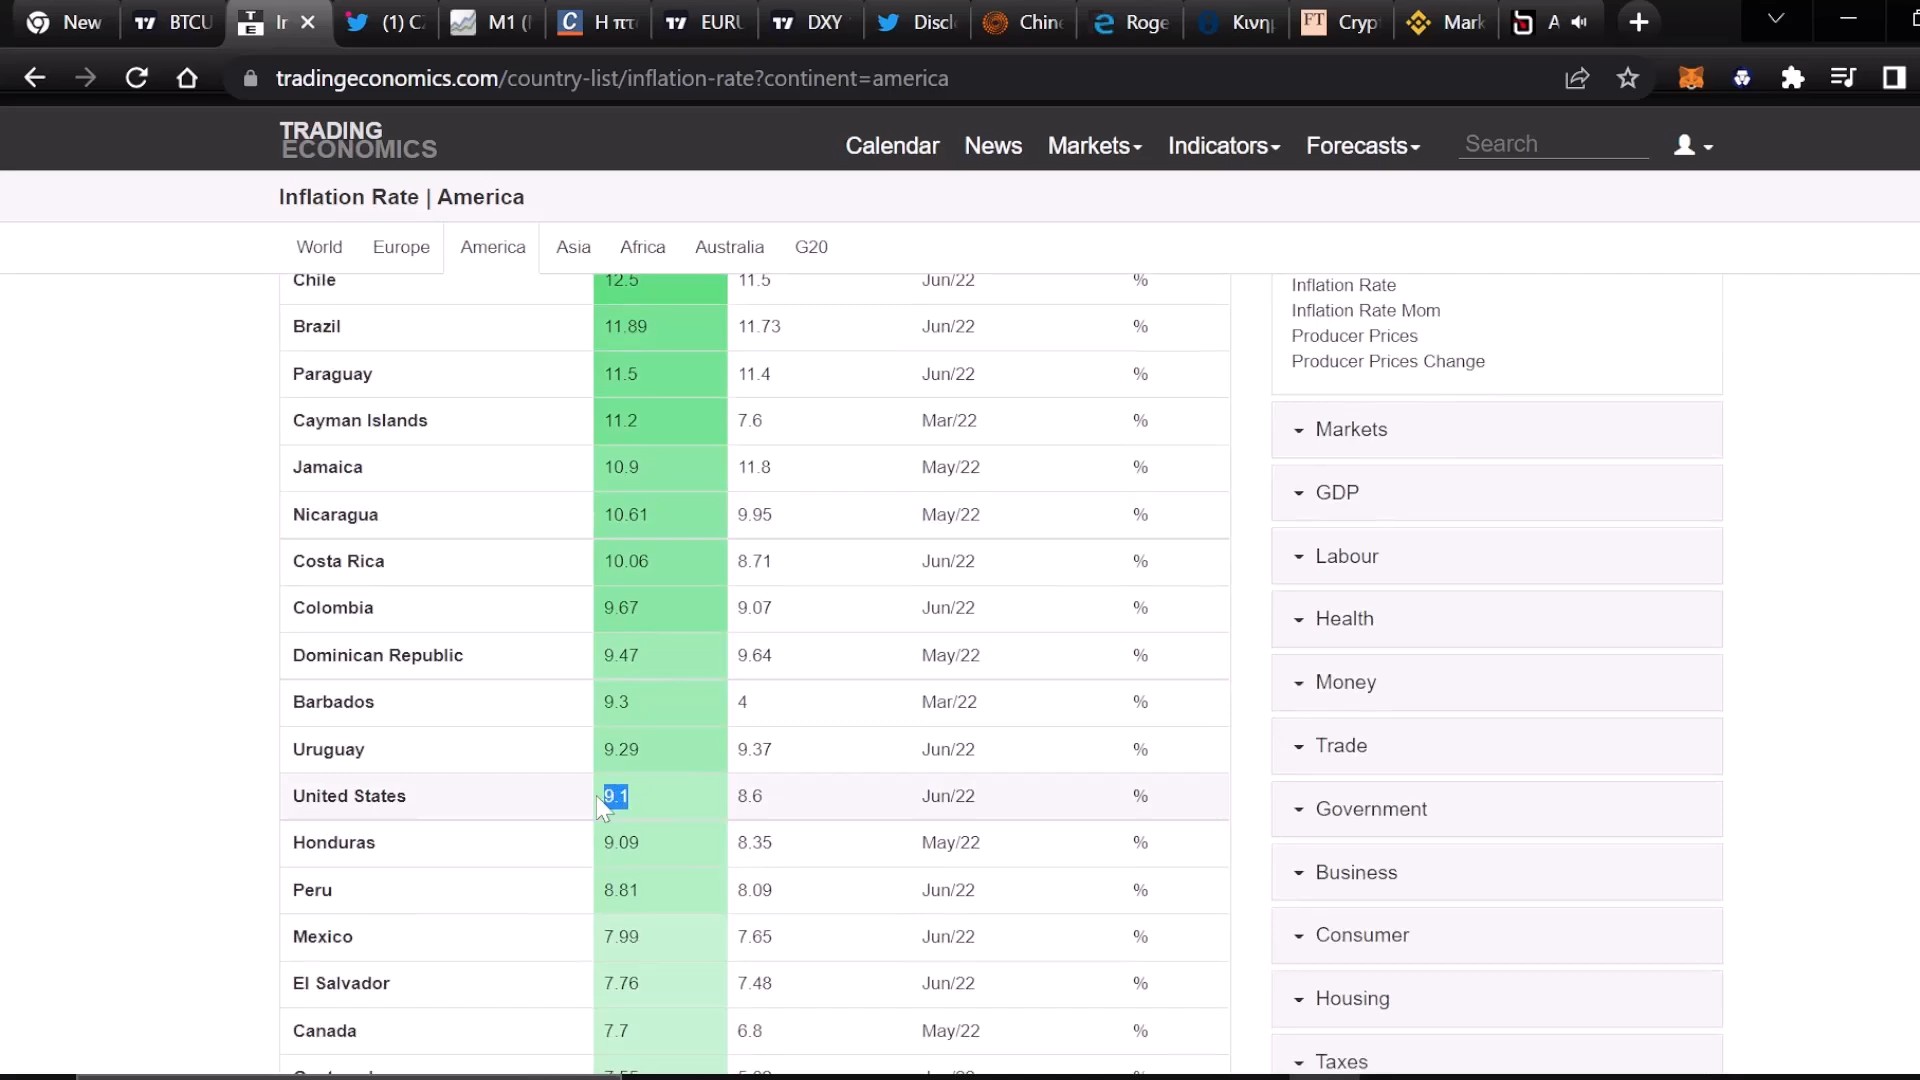 New
BTCU
Ir
(1) C
M1 (
Η πτ
EURU
DXY
Discl
Chine
Roge
Κινη
FT
Cryp
Mark
A
tradingeconomics.com/country-list/inflation-rate?continent=america
TRADING
ECONOMICS
Calendar News Markets Indicators Forecasts Search
Inflation Rate | America
World Europe America Asia Africa Australia G20
Chile 12.5 11.5 Jun/22 %
Brazil 11.89 11.73 Jun/22 %
Paraguay 11.5 11.4 Jun/22 %
Cayman Islands 11.2 7.6 Mar/22 %
Jamaica 10.9 11.8 May/22 %
Nicaragua 10.61 9.95 May/22 %
Costa Rica 10.06 8.71 Jun/22 %
Colombia 9.67 9.07 Jun/22 %
Dominican Republic 9.47 9.64 May/22 %
Barbados 9.3 4 Mar/22 %
Uruguay 9.29 9.37 Jun/22 %
United States 9.1 8.6 Jun/22 %
Honduras 9.09 8.35 May/22 %
Peru 8.81 8.09 Jun/22 %
Mexico 7.99 7.65 Jun/22 %
El Salvador 7.76 7.48 Jun/22 %
Canada 7.7 6.8 May/22 %
Inflation Rate
Inflation Rate Mom
Producer Prices
Producer Prices Change
Markets
GDP
Labour
Health
Money
Trade
Government
Business
Consumer
Housing
Taxes